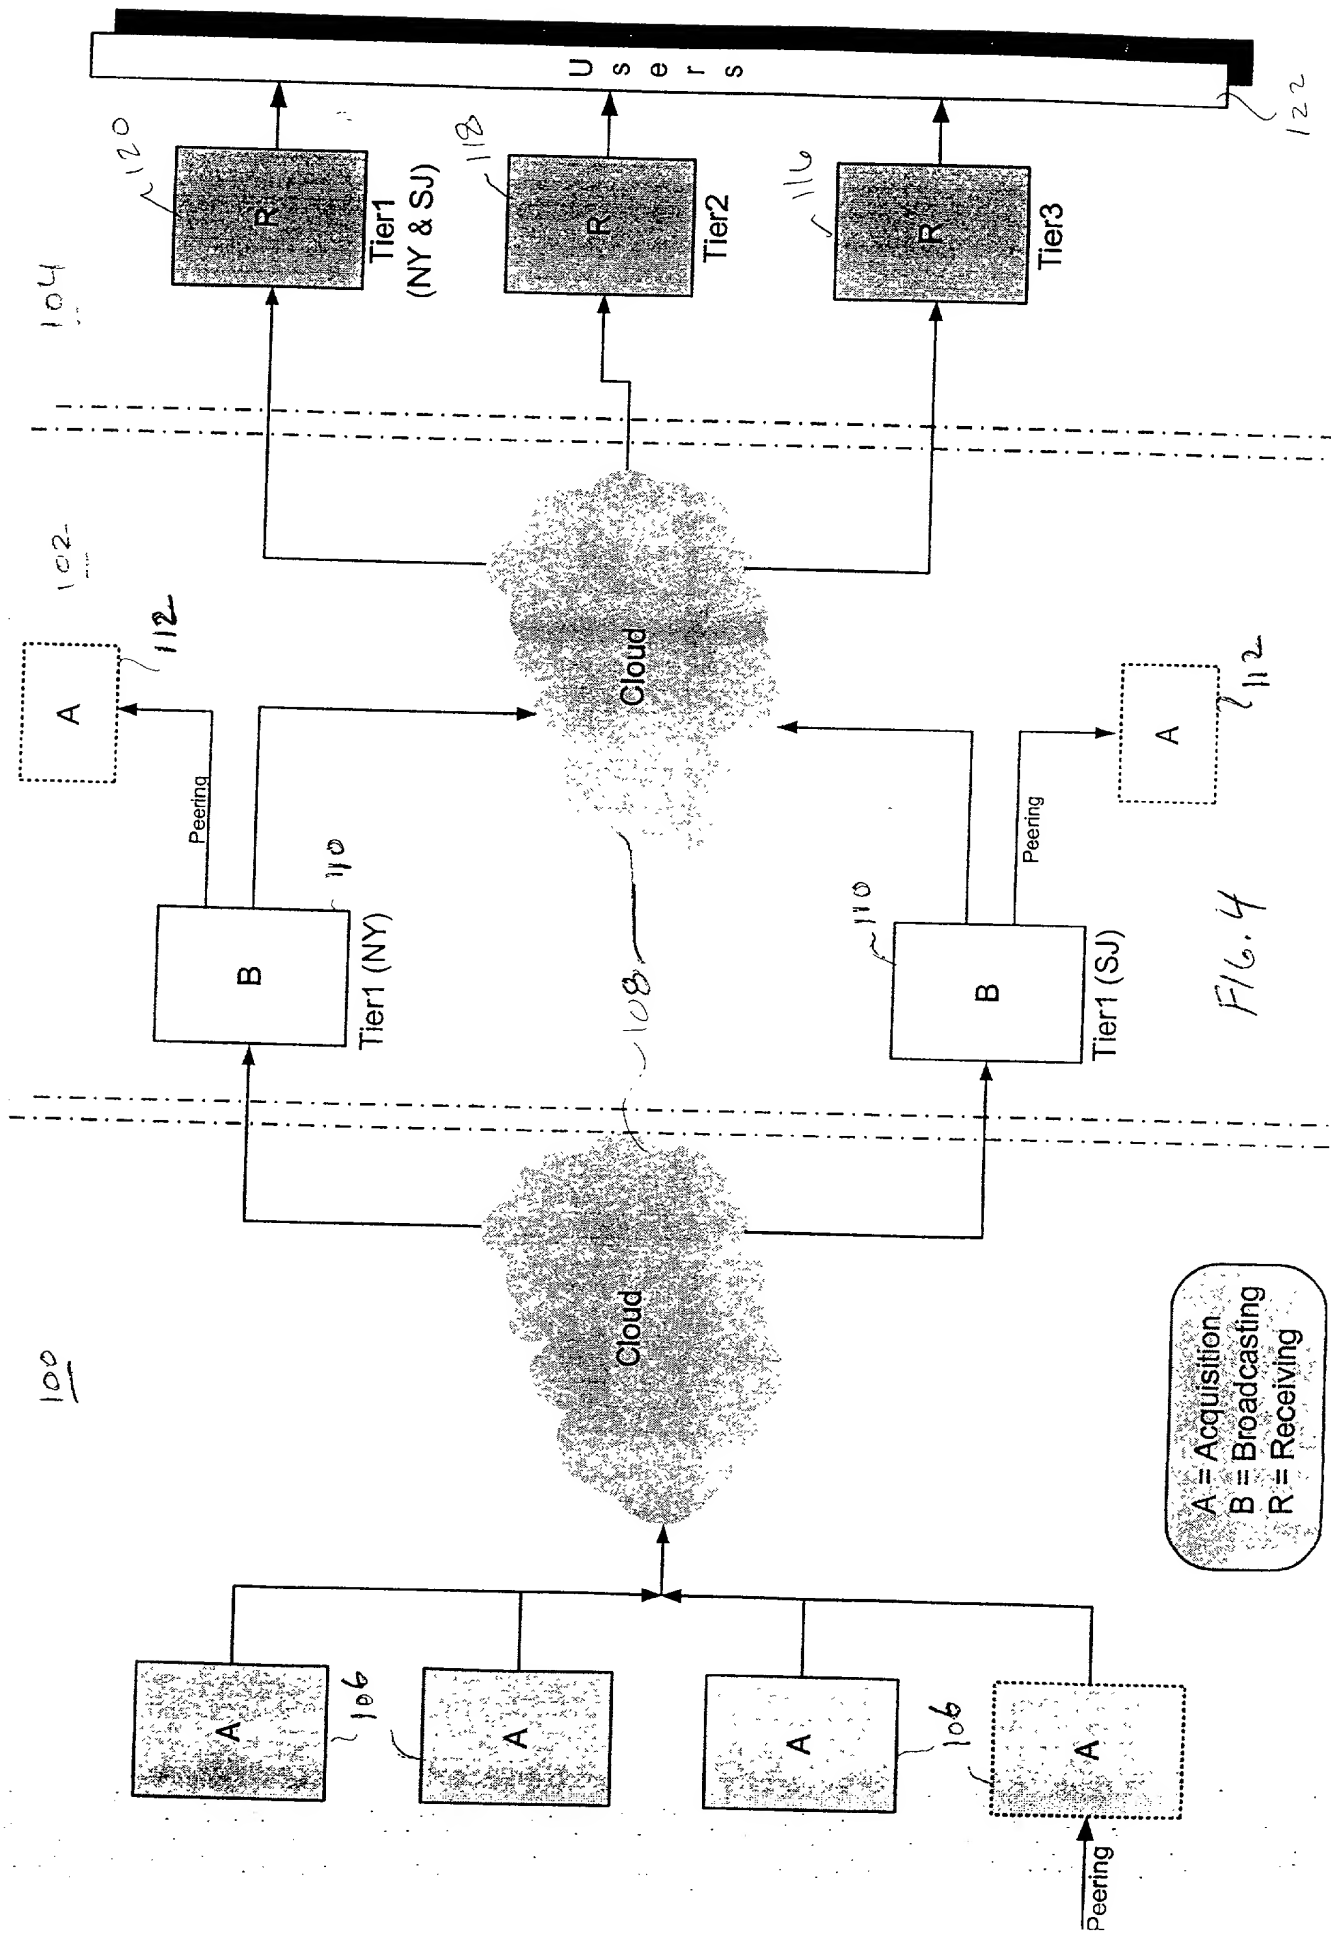 100
102
104
A
106
A
A
106
A
Peering
Cloud
108
B
110
Tier1 (NY)
Peering
A
112
B
110
Tier1 (SJ)
Peering
A
112
Cloud
R
120
Tier1
(NY & SJ)
R
118
Tier2
R
116
Tier3
Users
122
A = Acquisition
B = Broadcasting
R = Receiving
FIG. 4